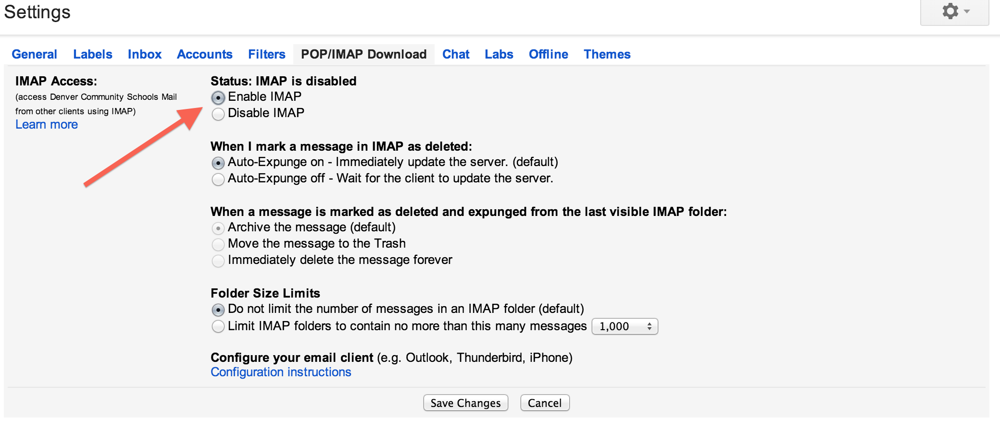 Settings
General Labels Inbox Accounts Filters POP/IMAP Download Chat Labs Offline Themes
IMAP Access:
(access Denver Community Schools Mail
from other clients using IMAP)
Learn more
Status: IMAP is disabled
Enable IMAP
Disable IMAP
When I mark a message in IMAP as deleted:
Auto-Expunge on - Immediately update the server. (default)
Auto-Expunge off - Wait for the client to update the server.
When a message is marked as deleted and expunged from the last visible IMAP folder:
Archive the message (default)
Move the message to the Trash
Immediately delete the message forever
Folder Size Limits
Do not limit the number of messages in an IMAP folder (default)
Limit IMAP folders to contain no more than this many messages 1,000
Configure your email client (e.g. Outlook, Thunderbird, iPhone)
Configuration instructions
Save Changes Cancel